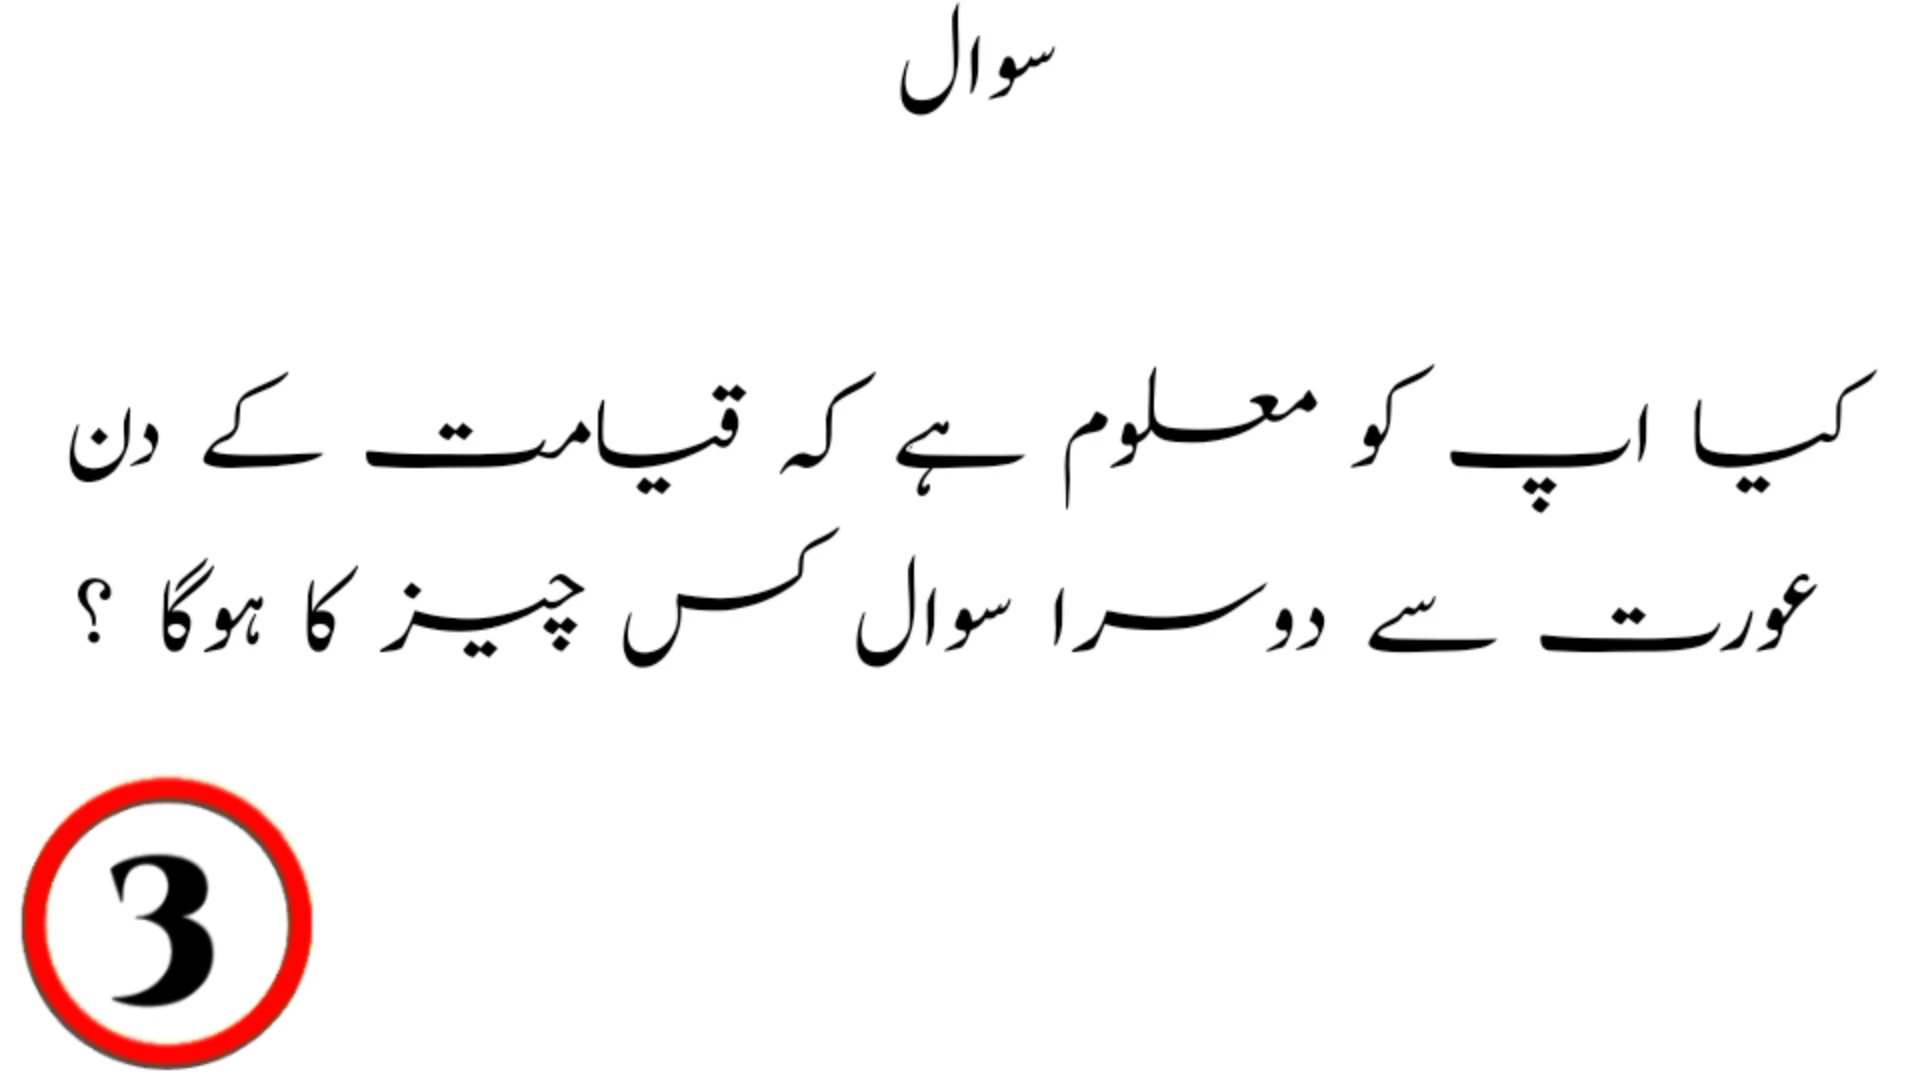 سوال
کیا اپ کو معلوم ہے کہ قیامت کے دن
عورت سے دوسرا سوال کس چیز کا ہوگا ؟
3